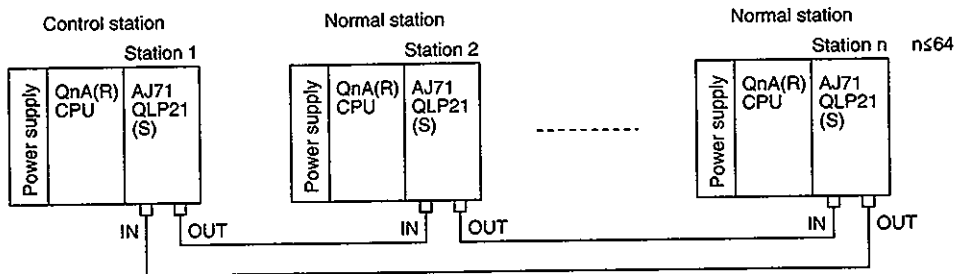 Control station
Normal station
Normal station
Station 1
Station 2
Station n n≤64
Power supply
QnA(R)
CPU
AJ71
QLP21
(S)
Power supply
QnA(R)
CPU
AJ71
QLP21
(S)
Power supply
QnA(R)
CPU
AJ71
QLP21
(S)
IN
OUT
IN
OUT
IN
OUT